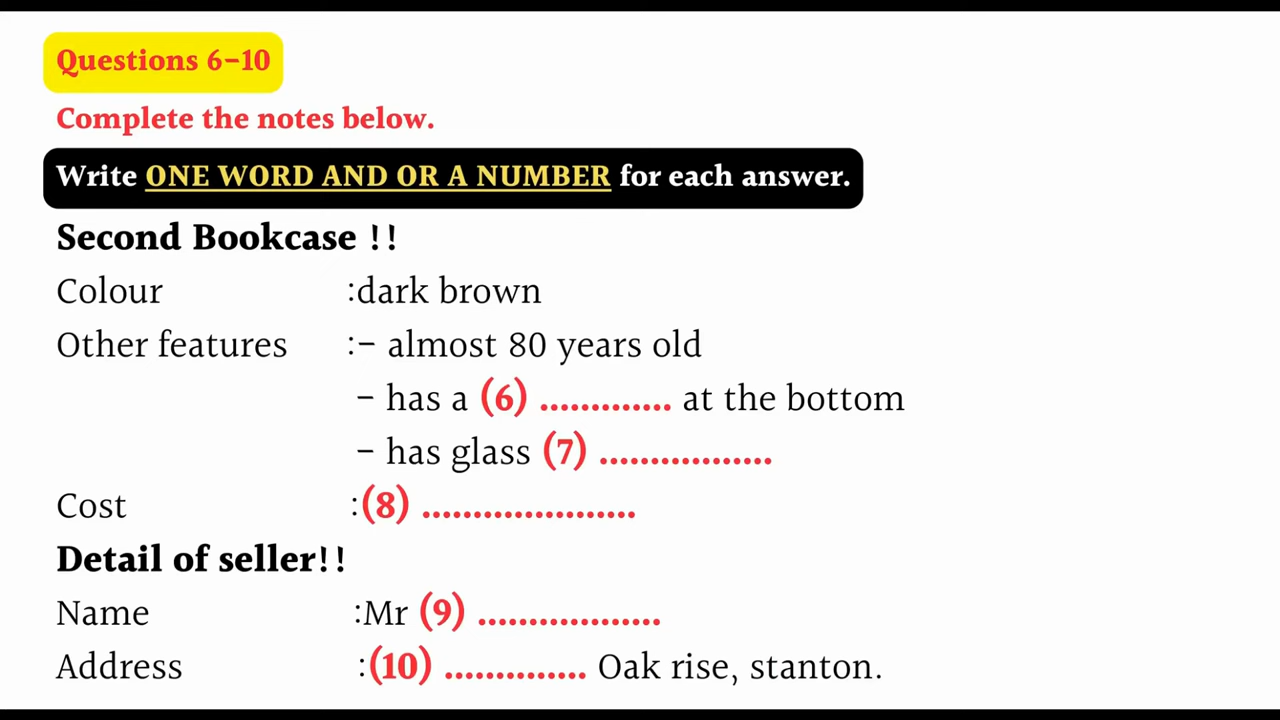 Questions 6-10
Complete the notes below.
Write ONE WORD AND OR A NUMBER for each answer.
Second Bookcase !!
Colour :dark brown
Other features :- almost 80 years old
- has a (6) ............. at the bottom
- has glass (7) .................
Cost :(8) .....................
Detail of seller!!
Name :Mr (9) ..................
Address :(10) .............. Oak rise, stanton.